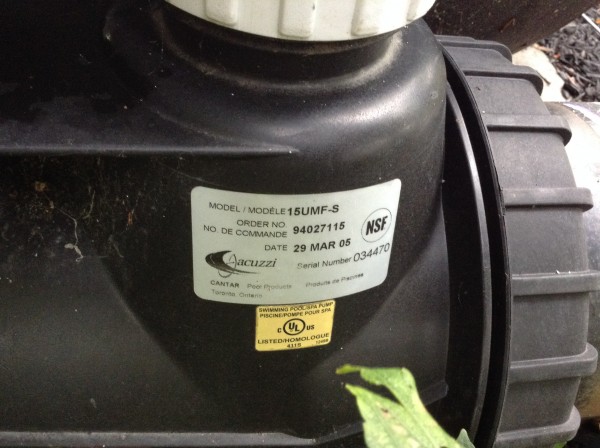 MODEL / MODÈLE 15UMF-S
ORDER NO.
NO. DE COMMANDE 94027115
NSF
DATE 29 MAR 05
Jacuzzi Serial Number 034470
CANTAR Pool Products Produits de Piscines
Toronto, Ontario
SWIMMING POOL/SPA PUMP
PISCINE/POMPE POUR SPA
C UL US
LISTED/HOMOLOGUE